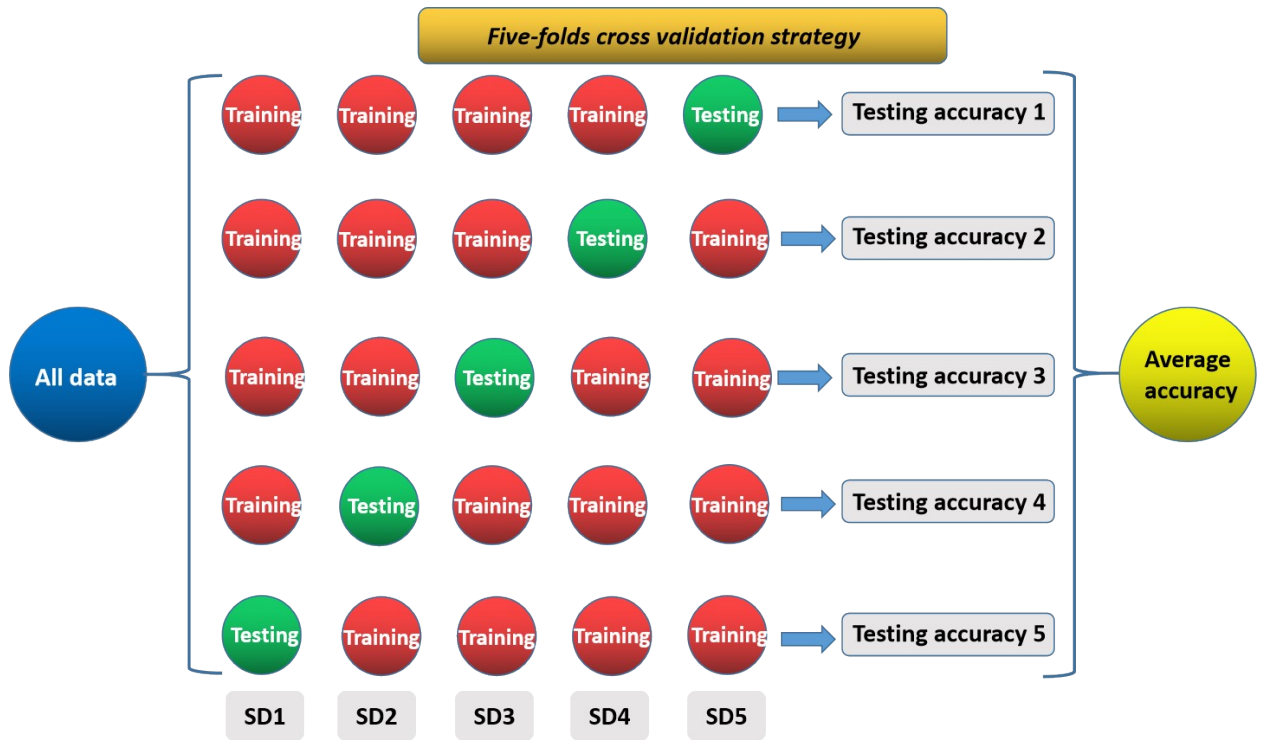 Five-folds cross validation strategy
Training Training Training Training Testing Testing accuracy 1
Training Training Training Testing Training Testing accuracy 2
All data
Training Training Testing Training Training Testing accuracy 3
Average
accuracy
Training Testing Training Training Training Testing accuracy 4
Testing Training Training Training Training Testing accuracy 5
SD1 SD2 SD3 SD4 SD5